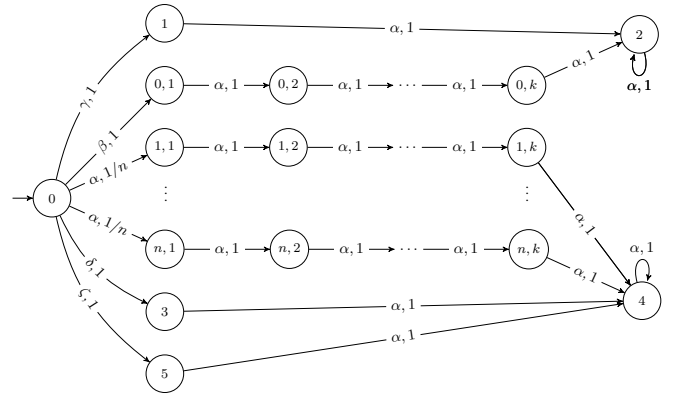 1 α, 1 2
γ, 1
0, 1 α, 1 0, 2 α, 1 ⋯ α, 1 0, k α, 1
α, 1
β, 1
α, 1/n 1, 1 α, 1 1, 2 α, 1 ⋯ α, 1 1, k
0 ⋮ ⋮
α, 1/n α, 1
n, 1 α, 1 n, 2 α, 1 ⋯ α, 1 n, k α, 1 α, 1
δ, 1
ζ, 1
3 α, 1 4
α, 1
5